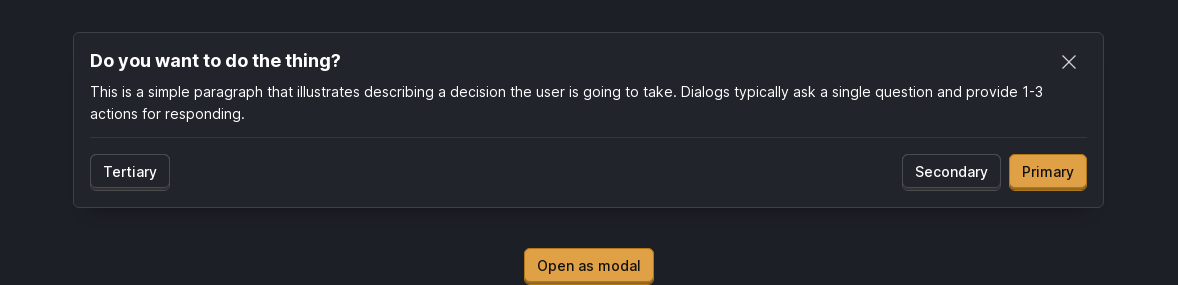 Do you want to do the thing?
This is a simple paragraph that illustrates describing a decision the user is going to take. Dialogs typically ask a single question and provide 1-3
actions for responding.
Tertiary Secondary Primary
Open as modal